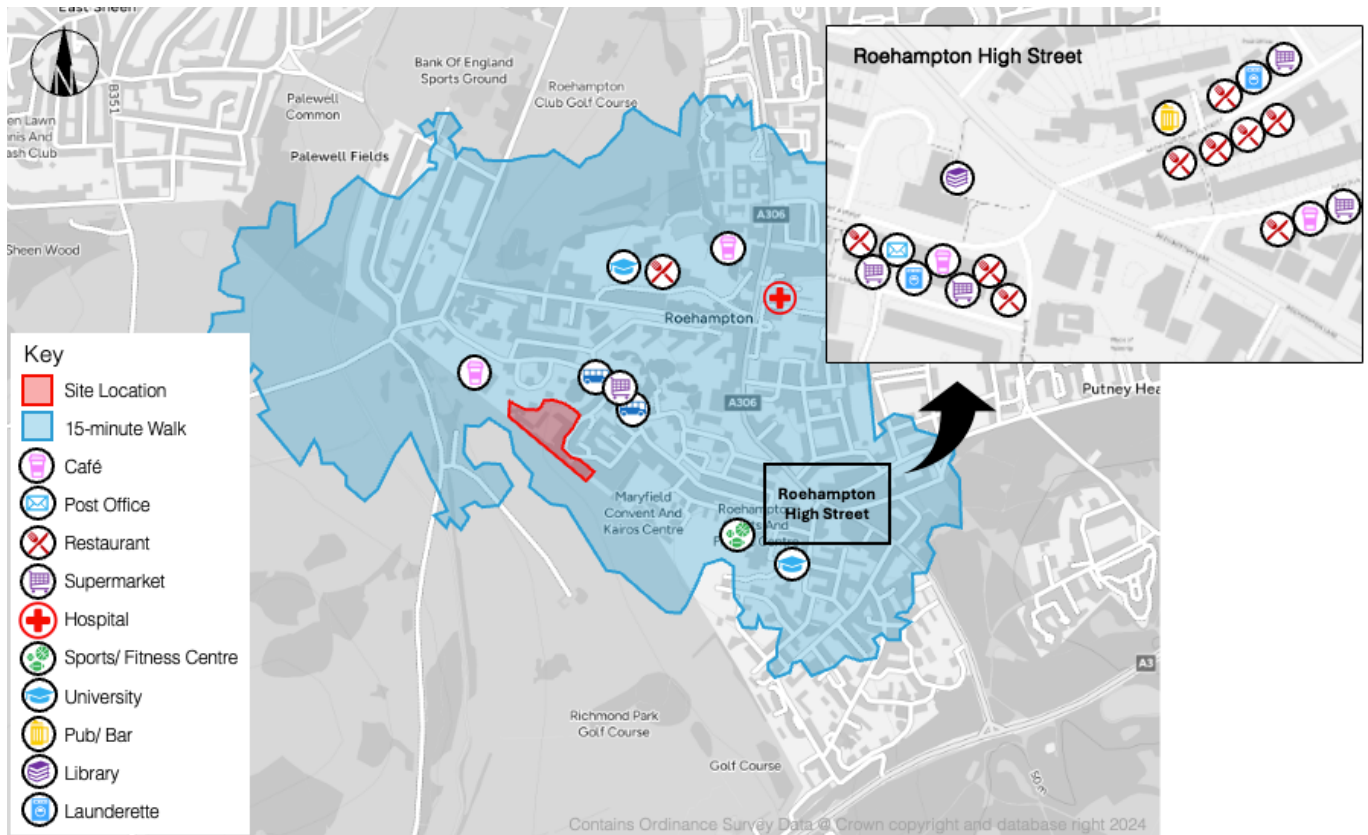 East Sheen
Bank Of England
Sports Ground
Roehampton
Club Golf Course
B351
Palewell
Common
Palewell Fields
Sheen Wood
N
A306
Roehampton
A306
Putney Hea
Maryfield
Convent And
Kairos Centre
Roehampton
High Street
Richmond Park
Golf Course
Golf Course
A3
50 m
Roehampton High Street
Key
Site Location
15-minute Walk
Café
Post Office
Restaurant
Supermarket
Hospital
Sports/ Fitness Centre
University
Pub/ Bar
Library
Launderette
Contains Ordinance Survey Data @ Crown copyright and database right 2024